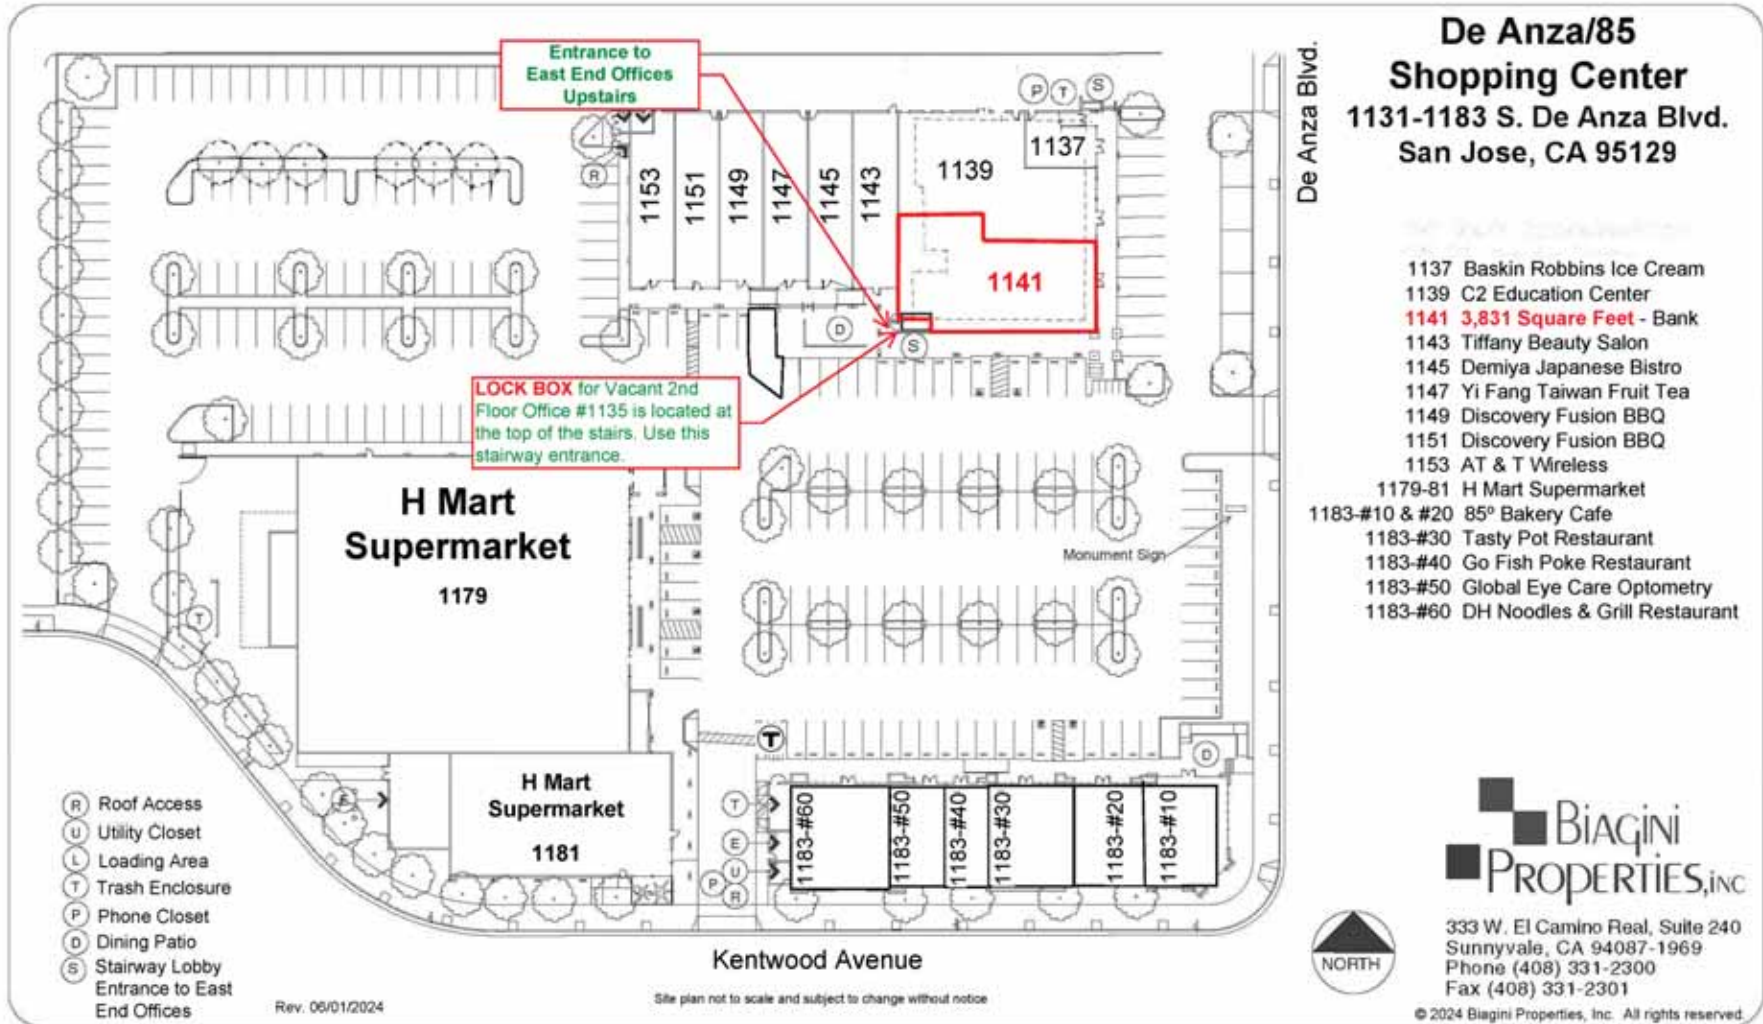 De Anza/85
Shopping Center
1131-1183 S. De Anza Blvd.
San Jose, CA 95129
De Anza Blvd.
Entrance to
East End Offices
Upstairs
P
T
S
R
1153
1151
1149
1147
1145
1143
1139
1137
1141
D
S
LOCK BOX for Vacant 2nd
Floor Office #1135 is located at
the top of the stairs. Use this
stairway entrance.
1137 Baskin Robbins Ice Cream
1139 C2 Education Center
1141 3,831 Square Feet - Bank
1143 Tiffany Beauty Salon
1145 Demiya Japanese Bistro
1147 Yi Fang Taiwan Fruit Tea
1149 Discovery Fusion BBQ
1151 Discovery Fusion BBQ
1153 AT & T Wireless
1179-81 H Mart Supermarket
1183-#10 & #20 85º Bakery Cafe
1183-#30 Tasty Pot Restaurant
1183-#40 Go Fish Poke Restaurant
1183-#50 Global Eye Care Optometry
1183-#60 DH Noodles & Grill Restaurant
H Mart
Supermarket
1179
Monument Sign
T
T
D
H Mart
Supermarket
1181
E
T
E
U
P
R
1183-#60
1183-#50
1183-#40
1183-#30
1183-#20
1183-#10
R Roof Access
U Utility Closet
L Loading Area
T Trash Enclosure
P Phone Closet
D Dining Patio
S Stairway Lobby
Entrance to East
End Offices
Rev. 06/01/2024
Kentwood Avenue
Site plan not to scale and subject to change without notice
NORTH
BIAGINI
PROPERTIES, INC
333 W. El Camino Real, Suite 240
Sunnyvale, CA 94087-1969
Phone (408) 331-2300
Fax (408) 331-2301
© 2024 Biagini Properties, Inc. All rights reserved.